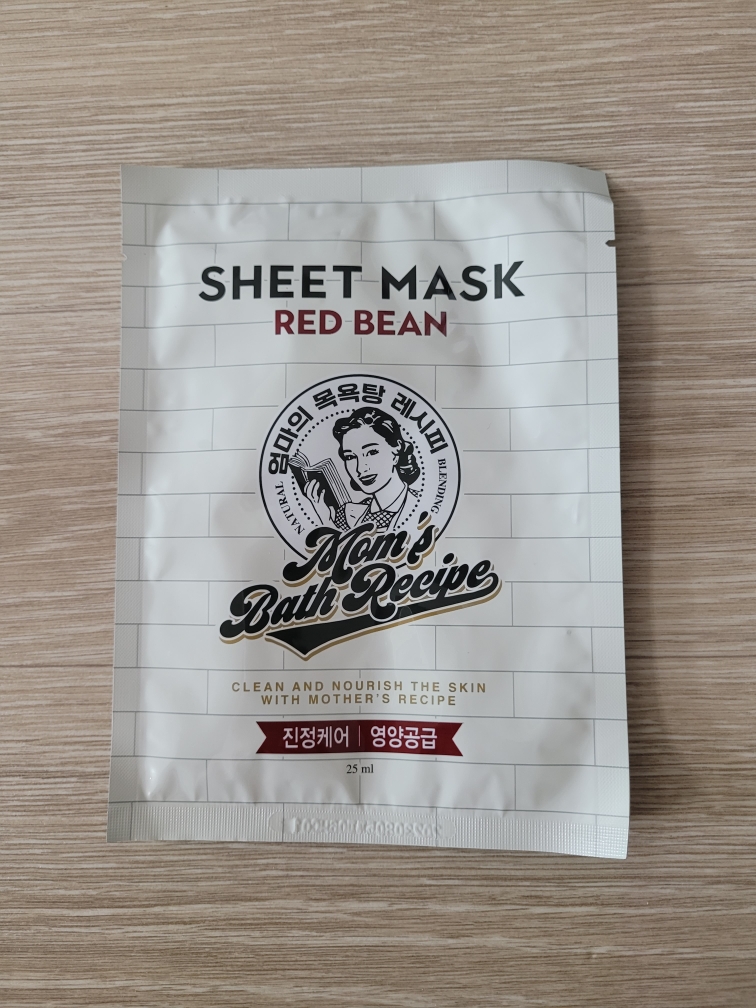 SHEET MASK
RED BEAN
엄마의 목욕탕 레시피
NATURAL
BLENDING
Mom's
Bath Recipe
CLEAN AND NOURISH THE SKIN
WITH MOTHER'S RECIPE
진정케어 | 영양공급
25 ml